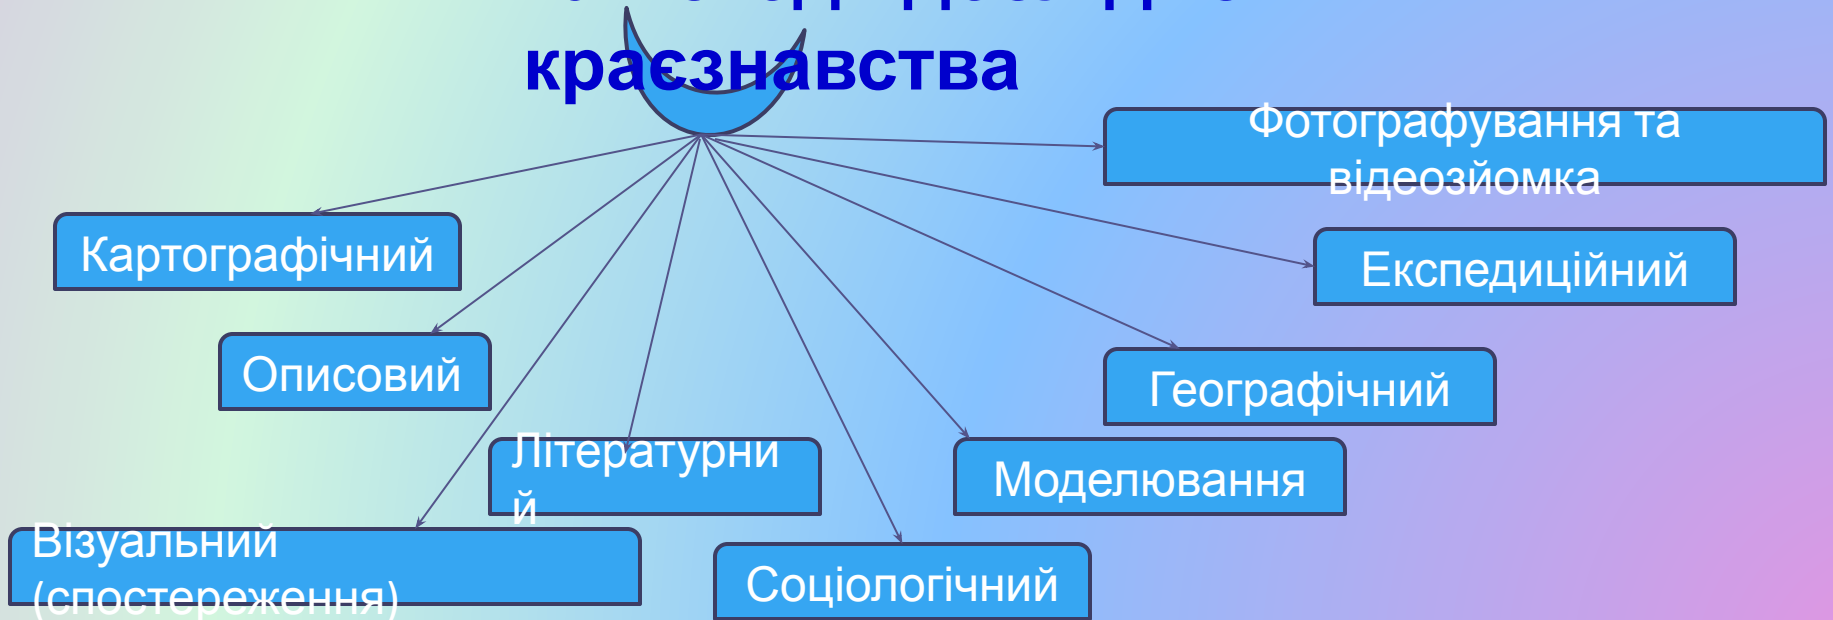 краєзнавства
Фотографування та
відеозйомка
Картографічний
Експедиційний
Описовий
Географічний
Літературни
й
Моделювання
Візуальний
(спостереження)
Соціологічний